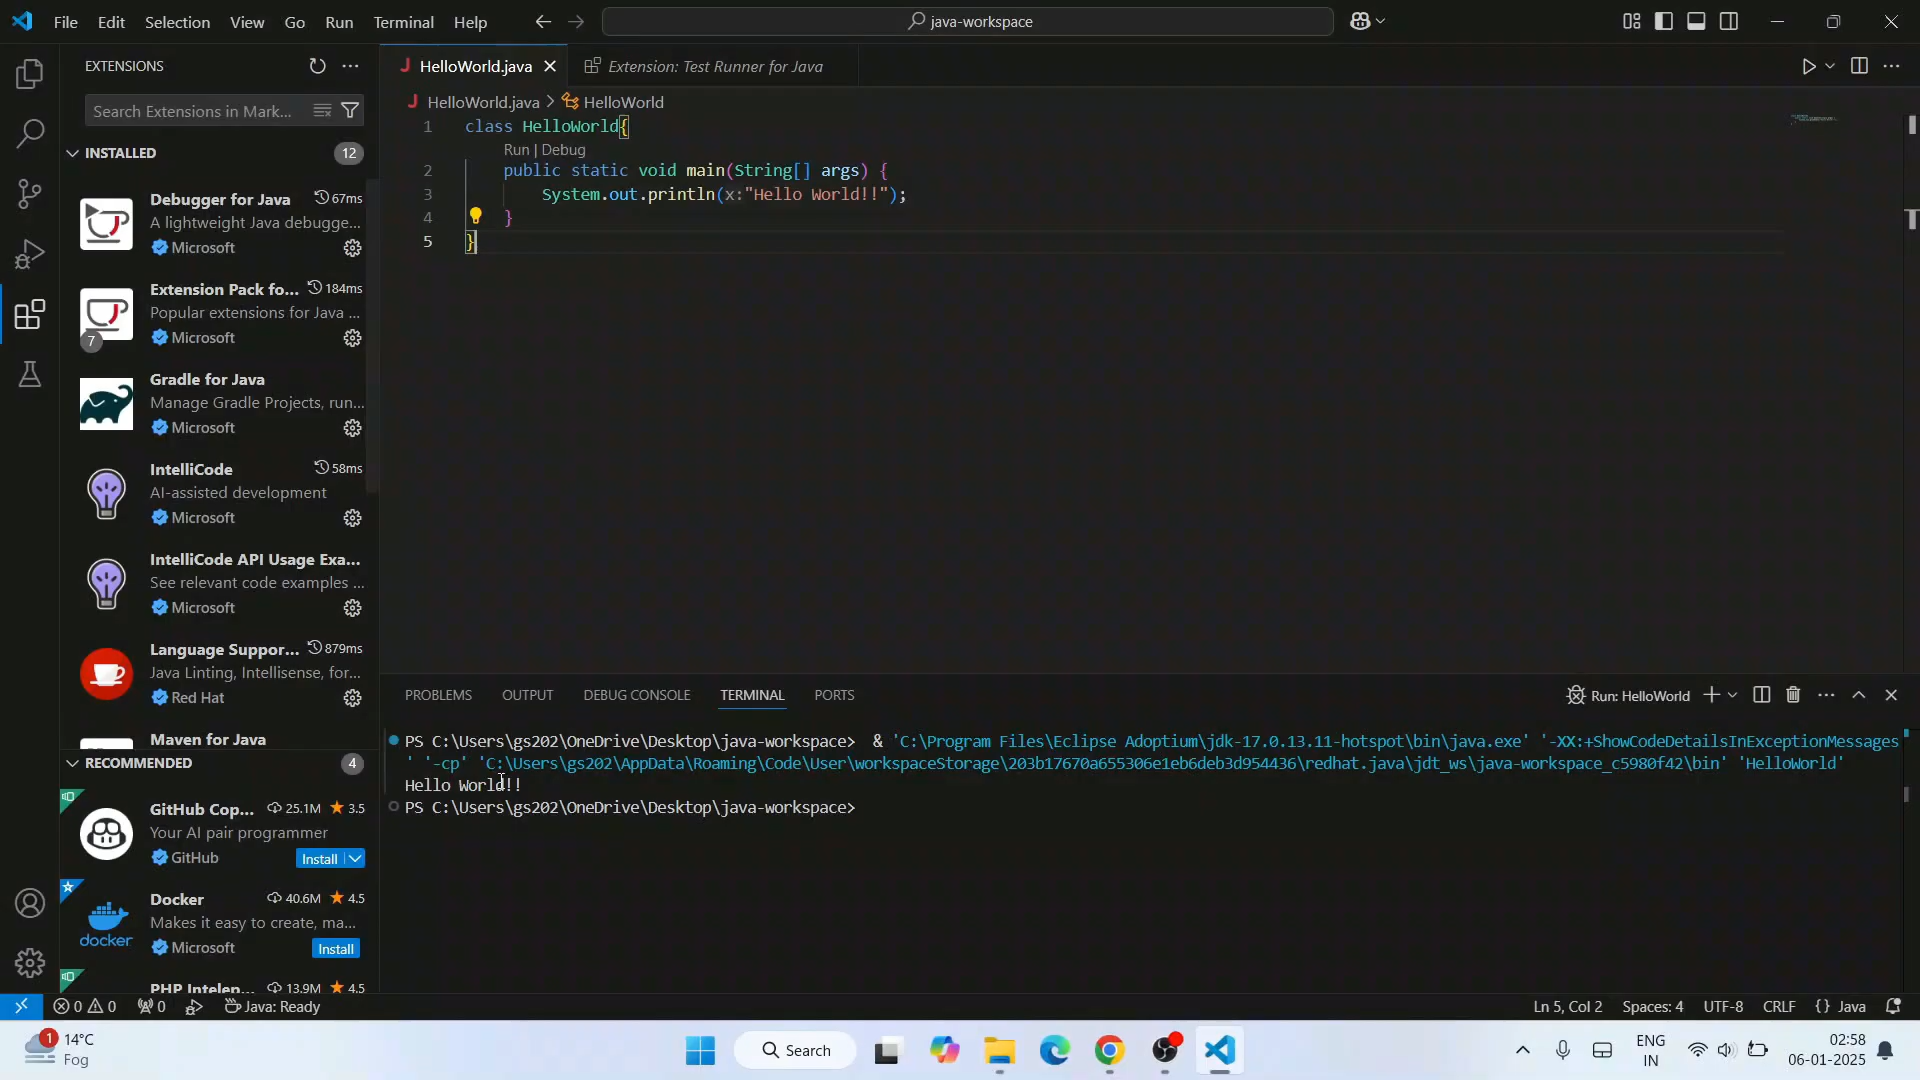 File Edit Selection View Go Run Terminal Help
java-workspace
EXTENSIONS
Search Extensions in Mark...
INSTALLED 12
Debugger for Java 67ms
A lightweight Java debugge...
Microsoft
Extension Pack fo... 184ms
Popular extensions for Java ...
Microsoft
7
Gradle for Java
Manage Gradle Projects, run...
Microsoft
IntelliCode 58ms
AI-assisted development
Microsoft
IntelliCode API Usage Exa...
See relevant code examples ...
Microsoft
Language Suppor... 879ms
Java Linting, Intellisense, for...
Red Hat
Maven for Java
RECOMMENDED 4
GitHub Cop... 25.1M 3.5
Your AI pair programmer
GitHub Install
Docker 40.6M 4.5
Makes it easy to create, ma...
docker
Microsoft Install
PHP Intelep... 13.9M 4.5
HelloWorld.java Extension: Test Runner for Java
HelloWorld.java > HelloWorld
1 class HelloWorld{
Run | Debug
2 public static void main(String[] args) {
3 System.out.println(x:"Hello World!!");
4 }
5 }
PROBLEMS OUTPUT DEBUG CONSOLE TERMINAL PORTS
Run: HelloWorld
PS C:\Users\gs202\OneDrive\Desktop\java-workspace> & 'C:\Program Files\Eclipse Adoptium\jdk-17.0.13.11-hotspot\bin\java.exe' '-XX:+ShowCodeDetailsInExceptionMessages
' '-cp' 'C:\Users\gs202\AppData\Roaming\Code\User\workspaceStorage\203b17670a655306e1eb6deb3d954436\redhat.java\jdt_ws\java-workspace_c5980f42\bin' 'HelloWorld'
Hello World!!
PS C:\Users\gs202\OneDrive\Desktop\java-workspace>
0 0 0 Java: Ready
Ln 5, Col 2 Spaces: 4 UTF-8 CRLF {} Java
1
14°C
Fog
Search
ENG
IN
02:58
06-01-2025